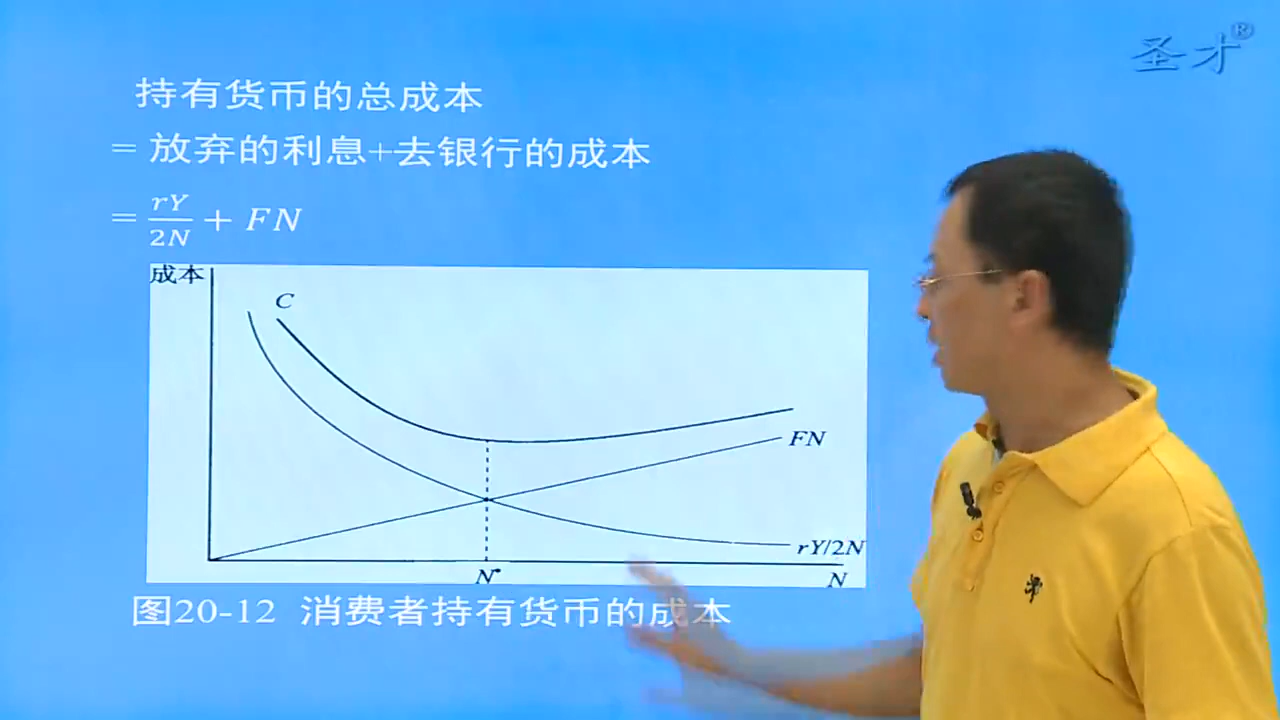 圣才®
持有货币的总成本
= 放弃的利息+去银行的成本
= rY/2N + FN
成本
C
FN
rY/2N
N*
N
图20-12 消费者持有货币的成本